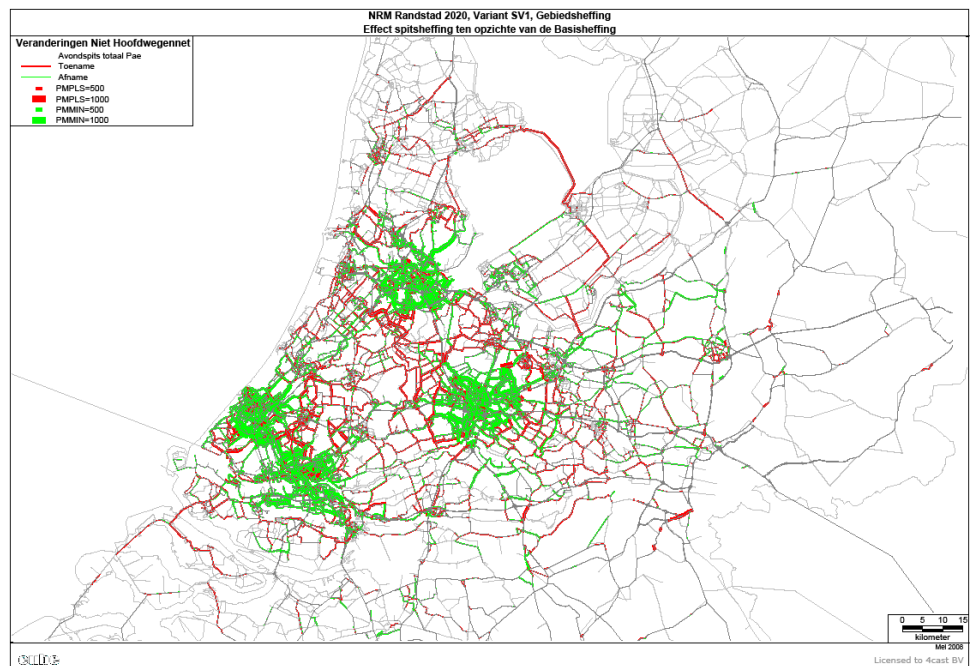 NRM Randstad 2020, Variant SV1, Gebiedsheffing
Effect spitsheffing ten opzichte van de Basisheffing
Veranderingen Niet Hoofdwegennet
Avondspits totaal Pae
Toename
Afname
PMPLS=500
PMPLS=1000
PMMIN=500
PMMIN=1000
0 5 10 15
kilometer
Mei 2008
cube
Licensed to 4cast BV